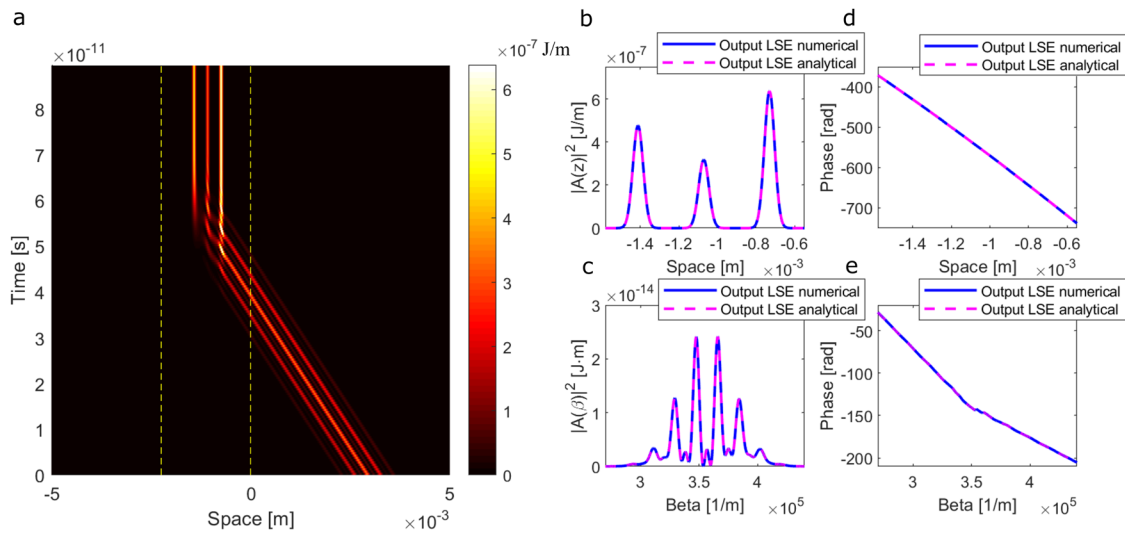 a
×10⁻¹¹
×10⁻⁷ J/m
8
7
6
5
4
3
2
1
0
Time [s]
-5
0
5
Space [m]
×10⁻³
6
5
4
3
2
1
0
b
Output LSE numerical
Output LSE analytical
×10⁻⁷
6
4
2
0
|A(z)|² [J/m]
-1.4
-1.2
-1
-0.8
-0.6
Space [m]
×10⁻³
c
Output LSE numerical
Output LSE analytical
×10⁻¹⁴
3
2
1
0
|A(β)|² [J·m]
3
3.5
4
Beta [1/m]
×10⁵
d
Output LSE numerical
Output LSE analytical
-400
-500
-600
-700
Phase [rad]
-1.4
-1.2
-1
-0.8
-0.6
Space [m]
×10⁻³
e
Output LSE numerical
Output LSE analytical
-50
-100
-150
-200
Phase [rad]
3
3.5
4
Beta [1/m]
×10⁵